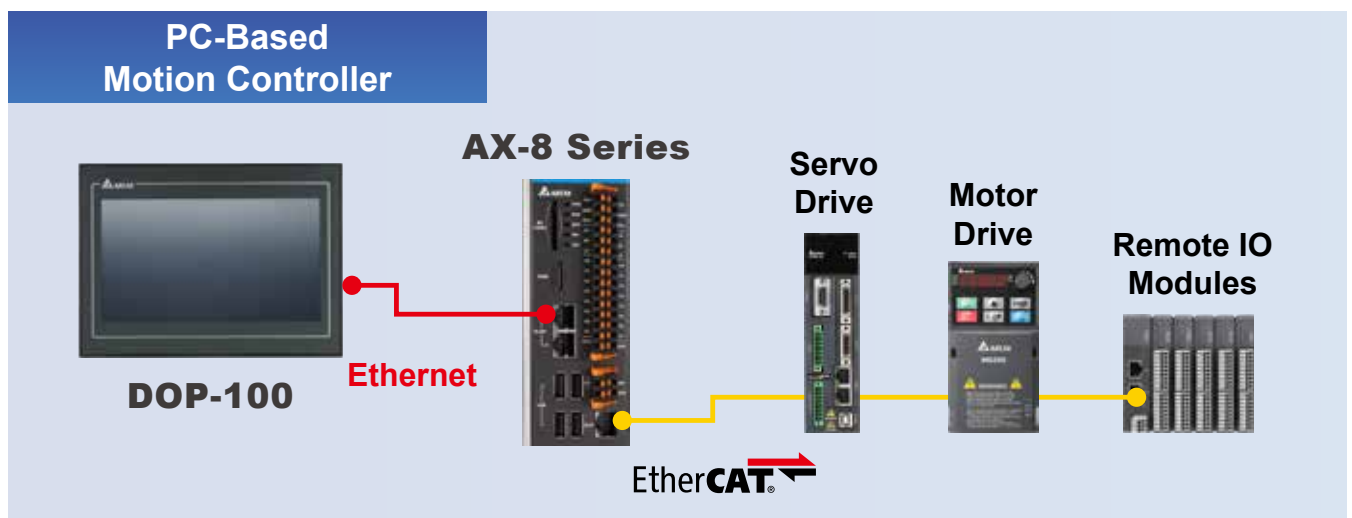 PC-Based
Motion Controller
AX-8 Series
Servo
Drive
Motor
Drive
Remote IO
Modules
Ethernet
DOP-100
EtherCAT®